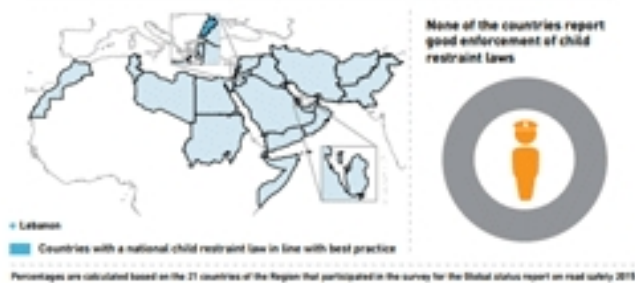 None of the countries report
good enforcement of child
restraint laws
Lebanon
Countries with a national child restraint law in line with best practice
Percentages are calculated based on the 21 countries of the Region that participated in the survey for the Global status report on road safety